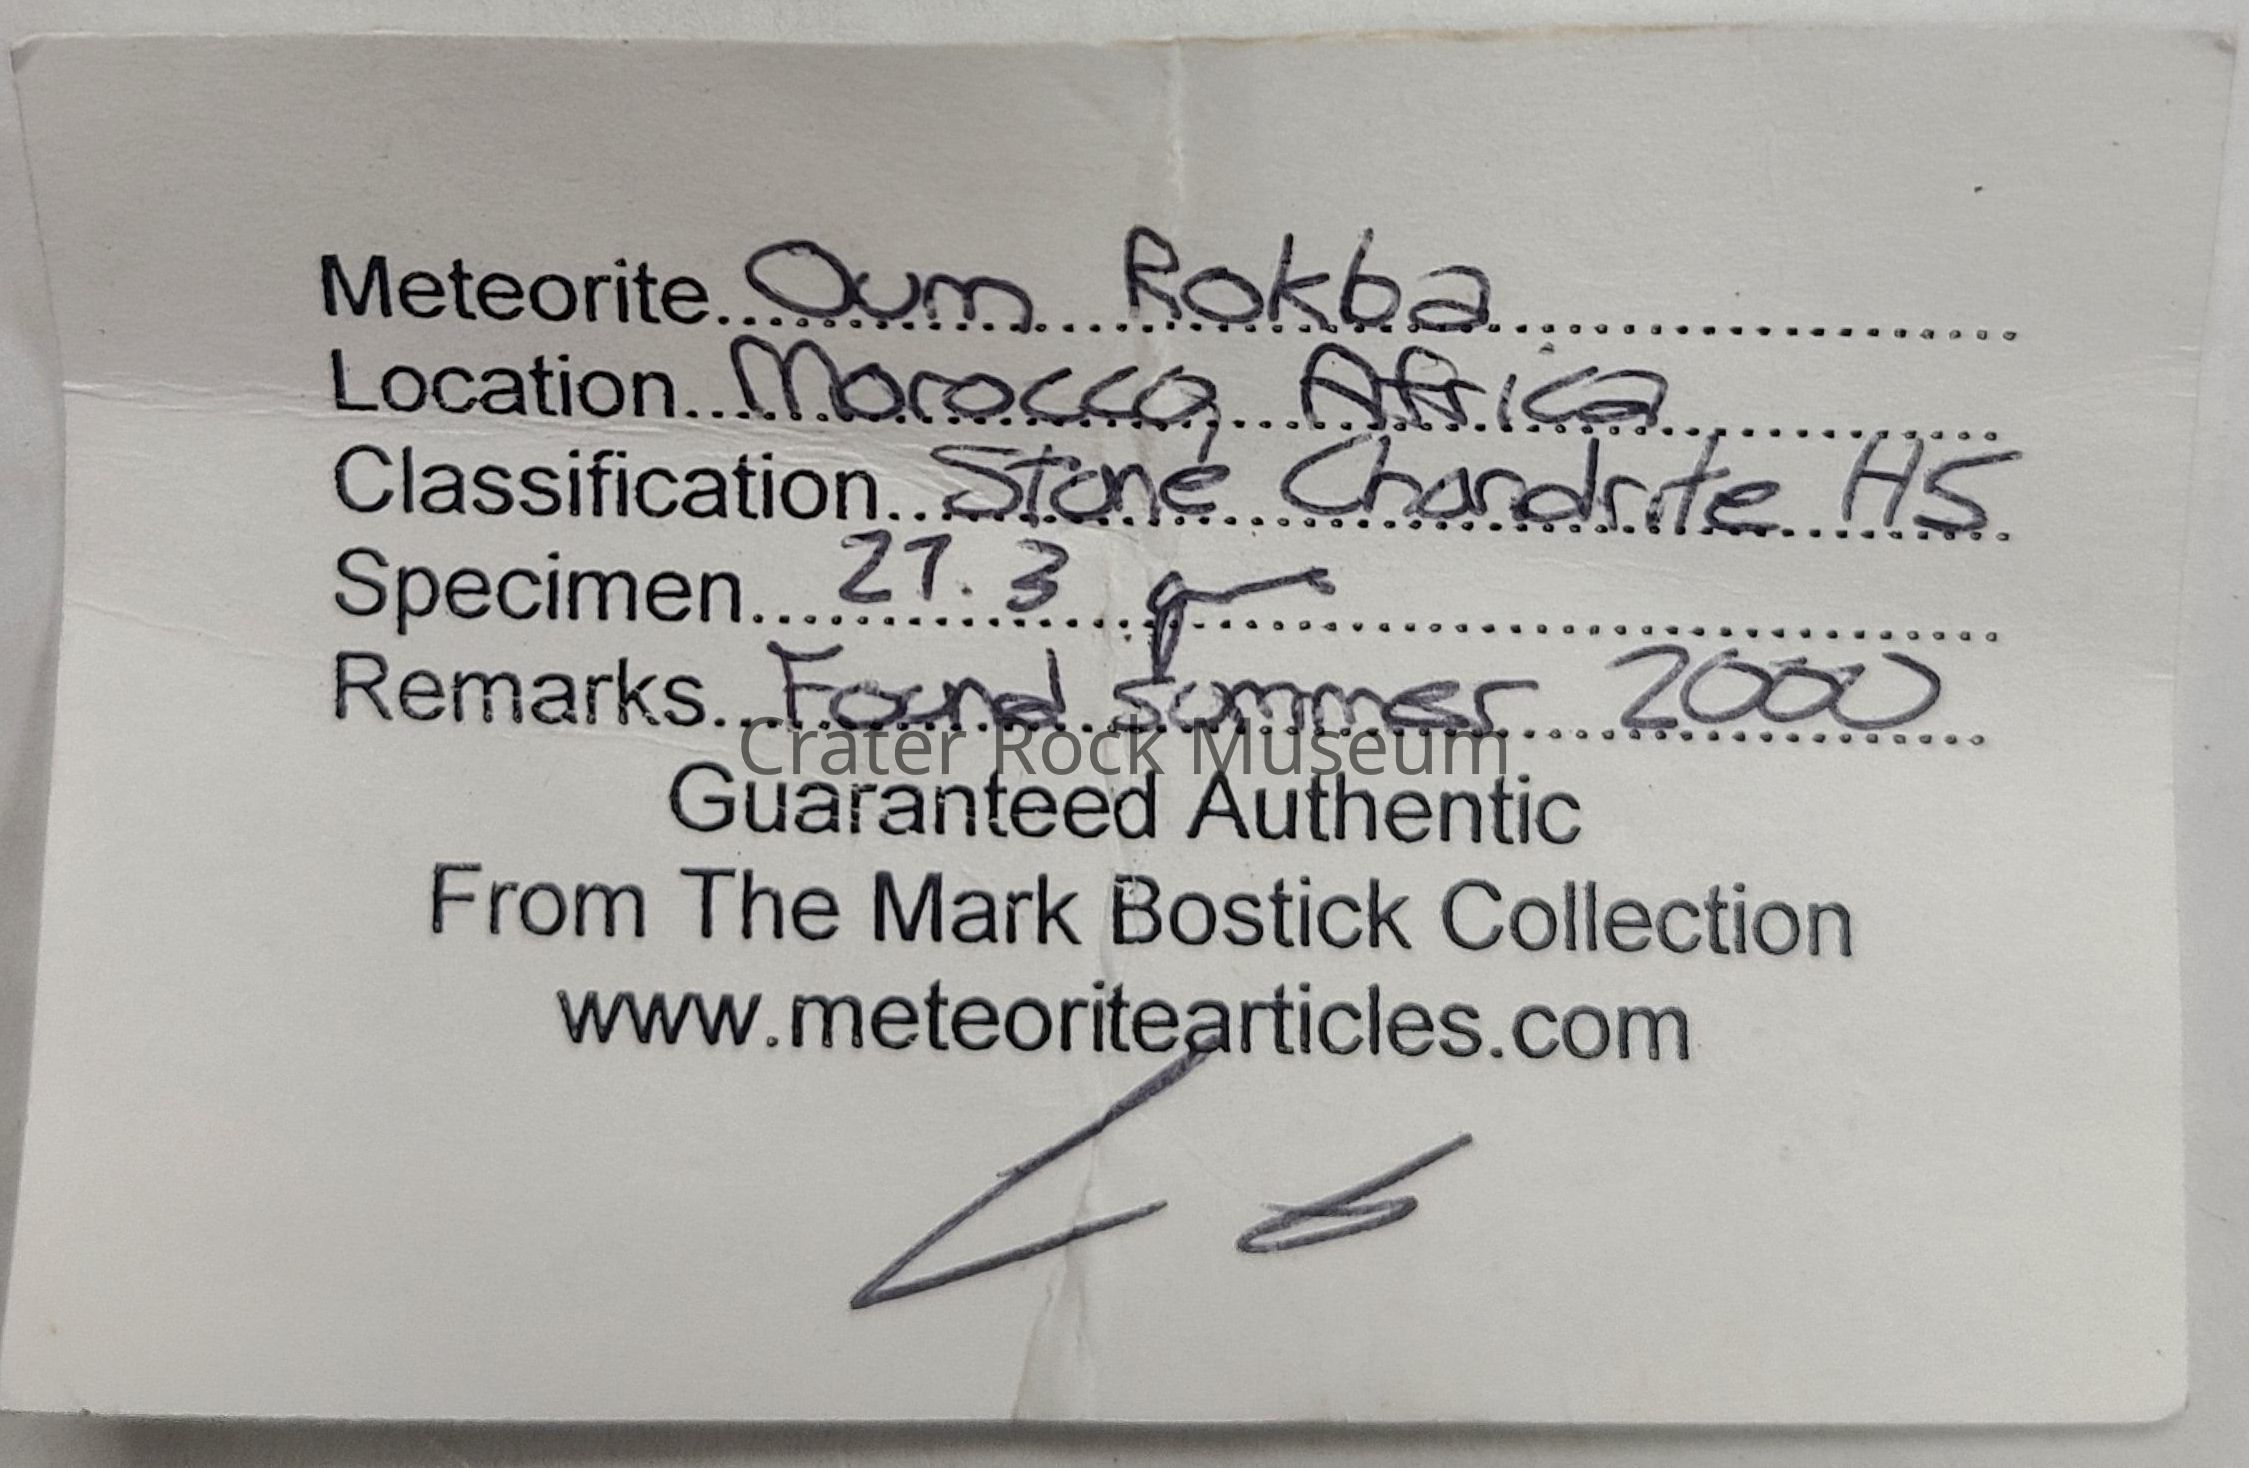 Meteorite...Oum Rokba
Location...Morocco, Africa
Classification...Stone Chondrite H5
Specimen...27.3 g
Remarks...Found summer 2000
Crater Rock Museum
Guaranteed Authentic
From The Mark Bostick Collection
www.meteoritearticles.com